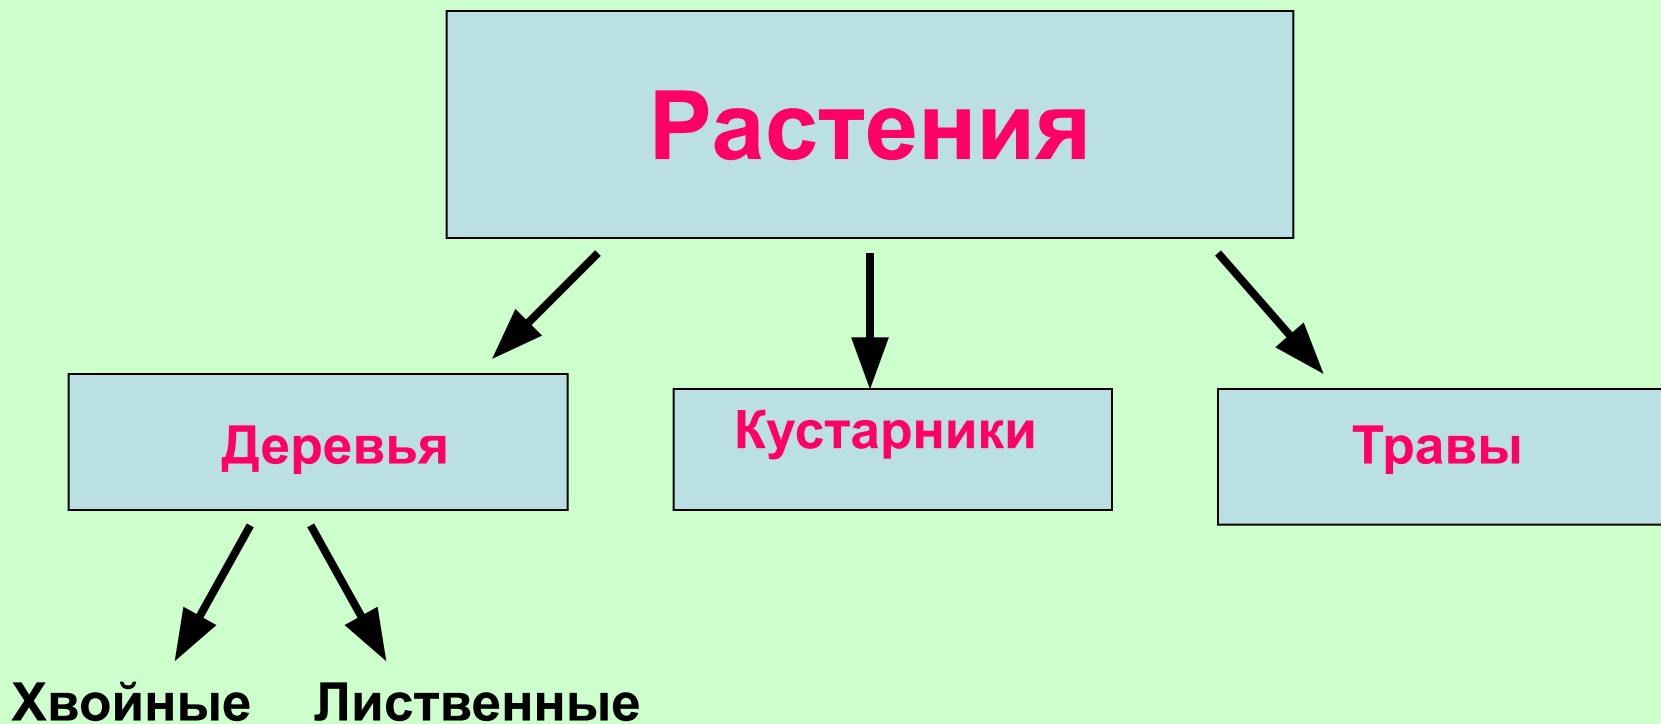 Растения
Деревья
Кустарники
Травы
Хвойные
Лиственные